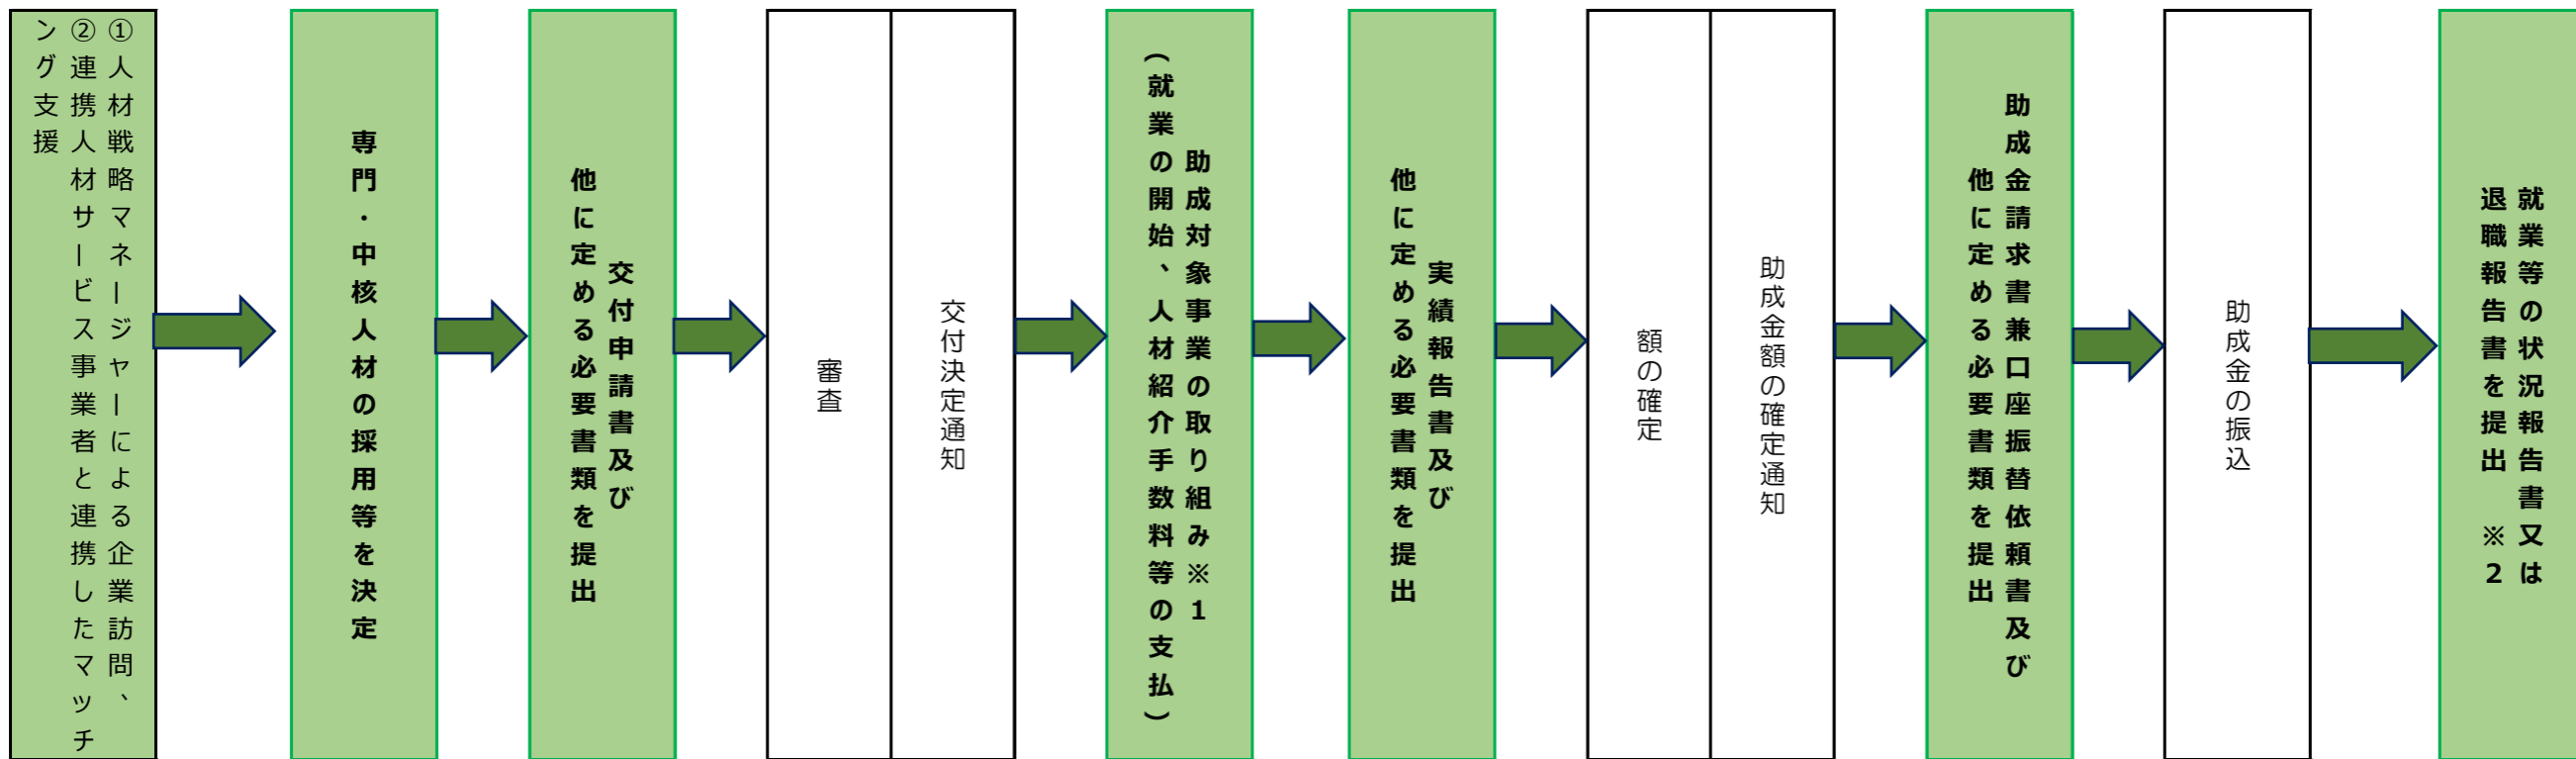 ①人材戦略マネージャーによる企業訪問、
②連携人材サービス事業者と連携したマッチ
ング支援
専門・中核人材の採用等を決定
交付申請書及び
他に定める必要書類を提出
審査
交付決定通知
助成対象事業の取り組み※1
(就業の開始、人材紹介手数料等の支払)
実績報告書及び
他に定める必要書類を提出
額の確定
助成金額の確定通知
助成金請求書兼口座振替依頼書及び
他に定める必要書類を提出
助成金の振込
就業等の状況報告書又は
退職報告書を提出　※2